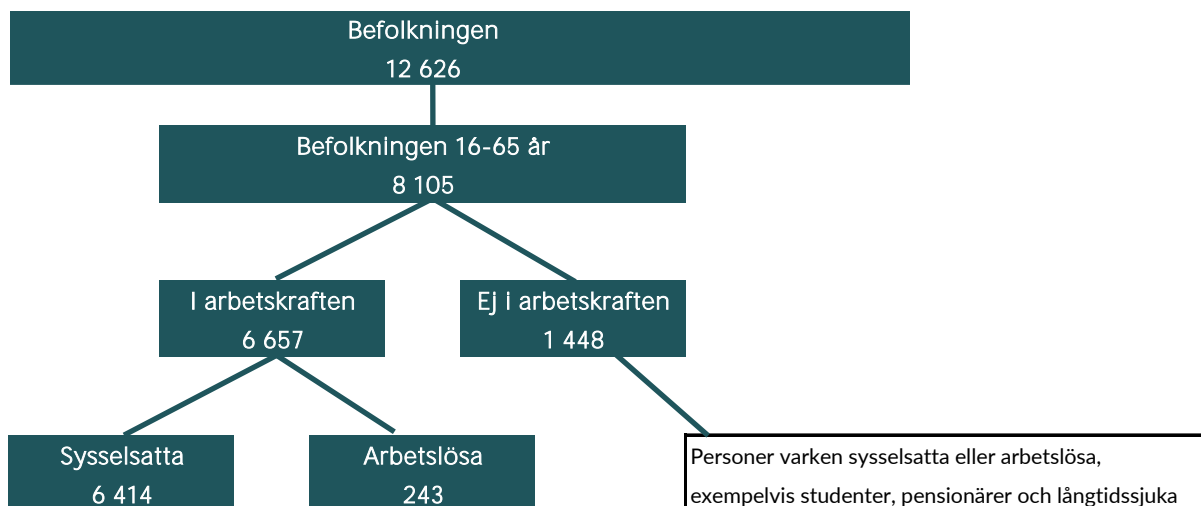 Befolkningen
12 626
Befolkningen 16-65 år
8 105
I arbetskraften
6 657
Ej i arbetskraften
1 448
Sysselsatta
6 414
Arbetslösa
243
Personer varken sysselsatta eller arbetslösa,
exempelvis studenter, pensionärer och långtidssjuka